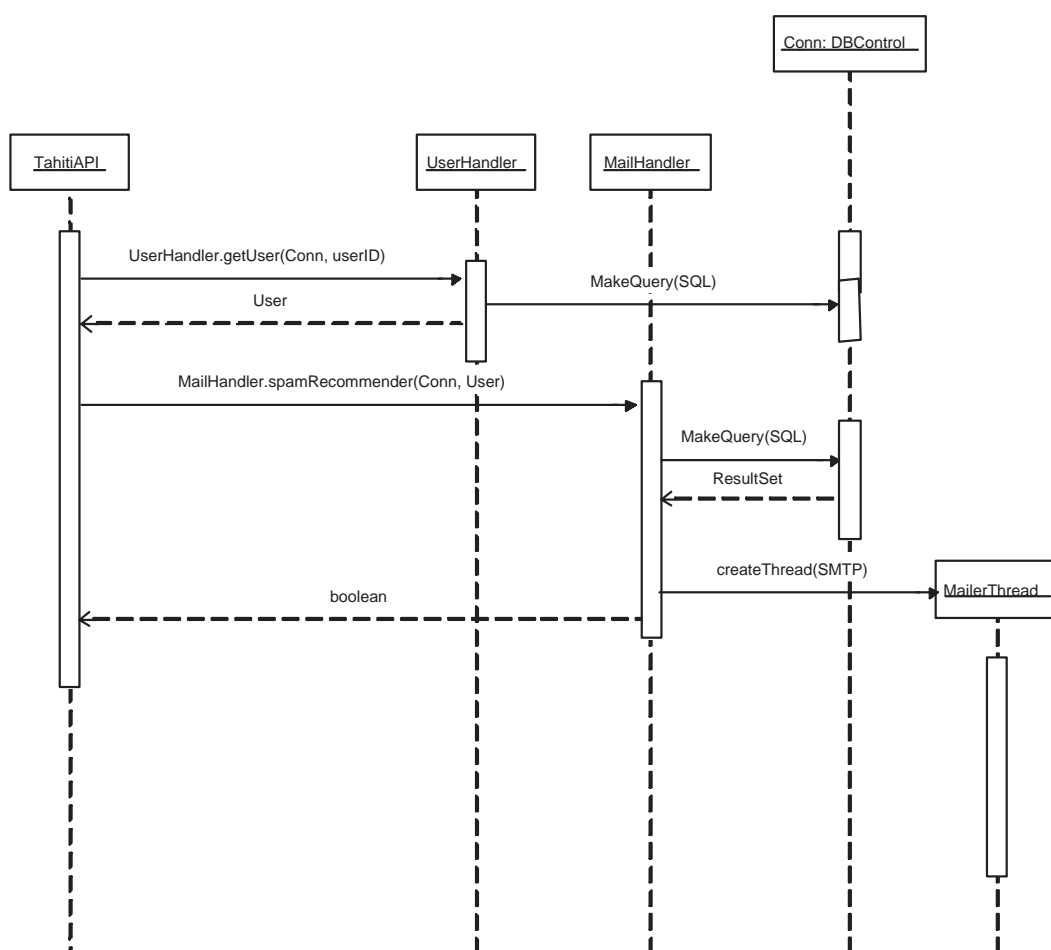 Conn: DBControl
TahitiAPI
UserHandler
MailHandler
UserHandler.getUser(Conn, userID)
MakeQuery(SQL)
User
MailHandler.spamRecommender(Conn, User)
MakeQuery(SQL)
ResultSet
createThread(SMTP)
MailerThread
boolean